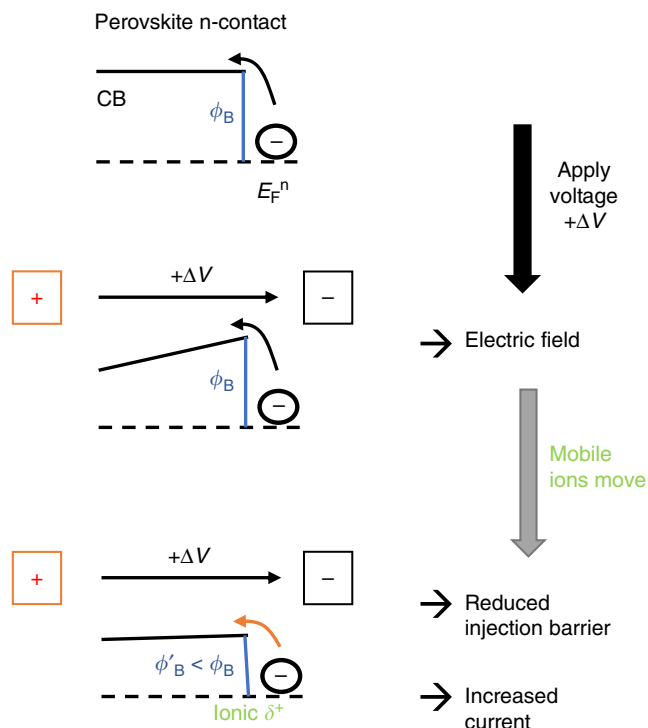 Perovskite n-contact
CB
ϕB
−
EFⁿ
Apply
voltage
+ΔV
+
+ΔV
−
ϕB
−
Electric field
Mobile
ions move
+
+ΔV
−
ϕ′B < ϕB
−
Ionic δ⁺
Reduced
injection barrier
Increased
current